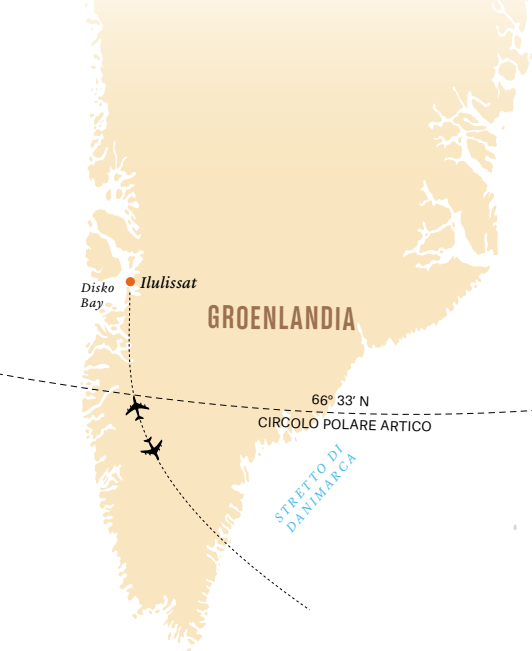 Disko
Bay
Ilulissat
GROENLANDIA
66° 33′ N
CIRCOLO POLARE ARTICO
STRETTO DI
DANIMARCA